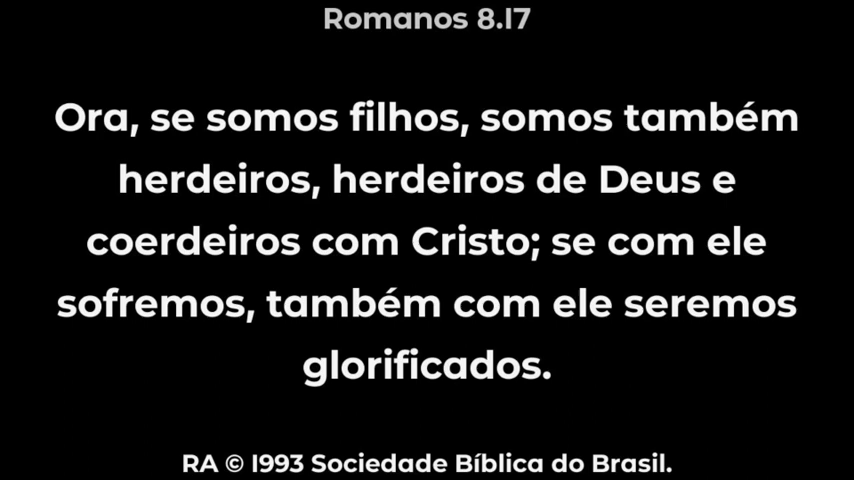 Romanos 8.17
Ora, se somos filhos, somos também
herdeiros, herdeiros de Deus e
coerdeiros com Cristo; se com ele
sofremos, também com ele seremos
glorificados.
RA © 1993 Sociedade Bíblica do Brasil.